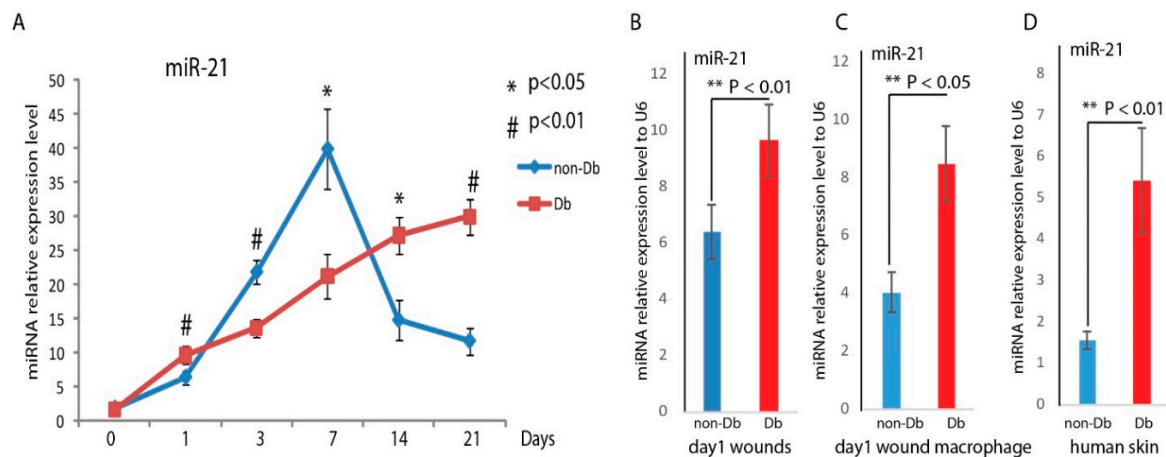 A
miR-21
miRNA relative expression level
50
45
40
35
30
25
20
15
10
5
0
0 1 3 7 14 21 Days
#
#
*
*
#
* p<0.05
# p<0.01
non-Db
Db
B
miR-21
** P < 0.01
miRNA relative expression level to U6
12
10
8
6
4
2
0
non-Db Db
day1 wounds
C
miR-21
** P < 0.05
miRNA relative expression level to U6
12
10
8
6
4
2
0
non-Db Db
day1 wound macrophage
D
miR-21
** P < 0.01
miRNA relative expression level to U6
8
7
6
5
4
3
2
1
0
non-Db Db
human skin